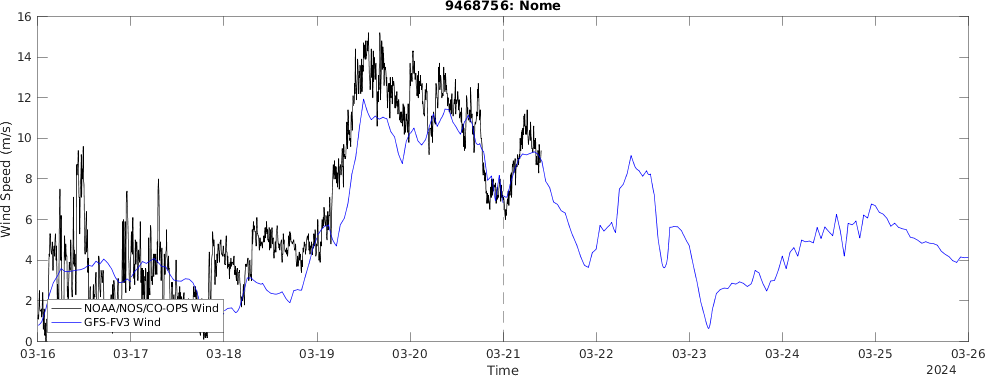 9468756: Nome
Wind Speed (m/s)
16
14
12
10
8
6
4
2
0
NOAA/NOS/CO-OPS Wind
GFS-FV3 Wind
03-16 03-17 03-18 03-19 03-20 03-21 03-22 03-23 03-24 03-25 03-26
Time
2024